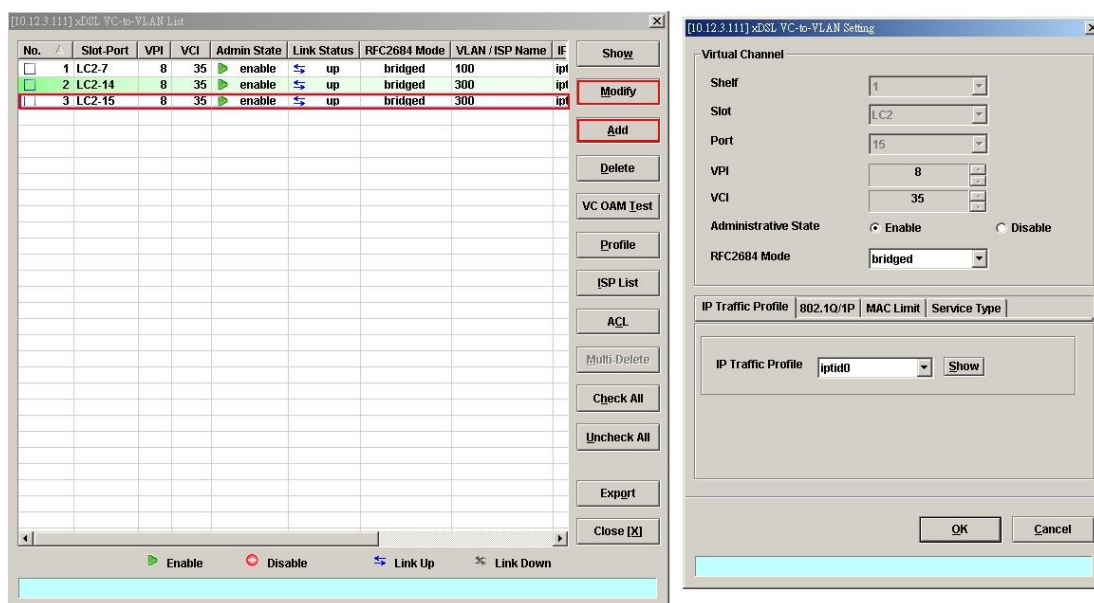 [10.12.3.111] xDSL VC-to-VLAN List
No. Slot-Port VPI VCI Admin State Link Status RFC2684 Mode VLAN / ISP Name IF
1 LC2-7 8 35 enable up bridged 100 ipt
2 LC2-14 8 35 enable up bridged 300 ipt
3 LC2-15 8 35 enable up bridged 300 ipt
Show
Modify
Add
Delete
VC OAM Test
Profile
ISP List
ACL
Multi-Delete
Check All
Uncheck All
Export
Close [X]
Enable Disable Link Up Link Down
[10.12.3.111] xDSL VC-to-VLAN Setting
Virtual Channel
Shelf 1
Slot LC2
Port 15
VPI 8
VCI 35
Administrative State Enable Disable
RFC2684 Mode bridged
IP Traffic Profile 802.1Q/1P MAC Limit Service Type
IP Traffic Profile iptid0 Show
OK Cancel